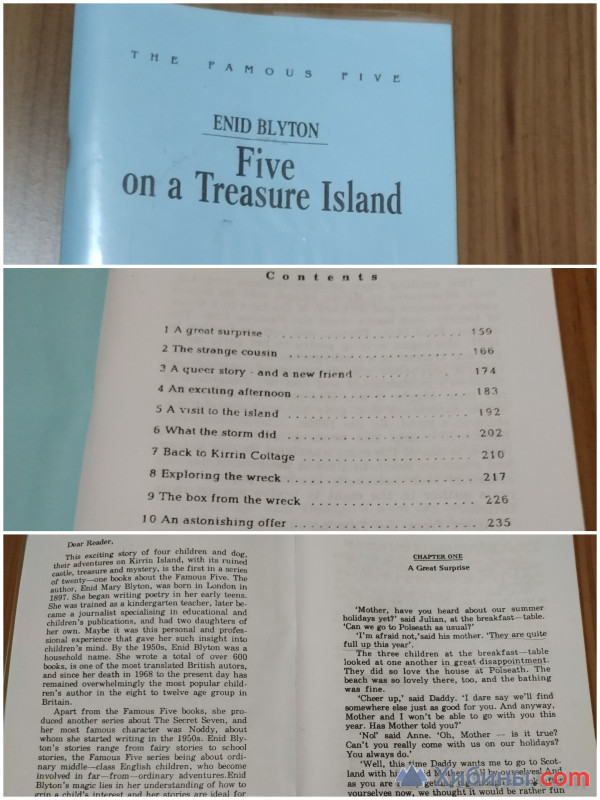 THE FAMOUS FIVE
ENID BLYTON
Five
on a Treasure Island
Contents
1 A great surprise 159
2 The strange cousin 166
3 A queer story - and a new friend 174
4 An exciting afternoon 183
5 A visit to the island 192
6 What the storm did 202
7 Back to Kirrin Cottage 210
8 Exploring the wreck 217
9 The box from the wreck 226
10 An astonishing offer 235
Dear Reader,
This exciting story of four children and dog,
their adventures on Kirrin Island, with its ruined
castle, treasure and mystery, is the first in a series
of twenty—one books about the Famous Five. The
author, Enid Mary Blyton, was born in London in
1897. She began writing poetry in her early teens.
She was trained as a kindergarten teacher, later be-
came a journalist specialising in educational and
children's publications, and had two daughters of
her own. Maybe it was this personal and profes-
sional experience that gave her such insight into
children's mind. By the 1950s, Enid Blyton was a
household name. She wrote a total of over 600
books, in one of the most translated British autors,
and since her death in 1968 to the present day has
remained overwhelmingly the most popular chil-
dren's author in the eight to twelve age group in
Britain.
Apart from the Famous Five books, she pro-
duced another series about The Secret Seven, and
her most famous character was Noddy, about
whom she started writing in the 1950s. Enid Bly-
ton's stories range from fairy stories to school
stories, the Famous Five series being about ordi-
nary middle—class English children, who become
involved in far—from—ordinary adventures.Enid
Blyton's magic lies in her understanding of how to
grip a child's interest and her stories are ideal for
CHAPTER ONE
A Great Surprise
'Mother, have you heard about our summer
holidays yet?' said Julian, at the breakfast—table.
'Can we go to Polseath as usual?'
'I'm afraid not,'said his mother. 'They are quite
full up this year'.
The three children at the breakfast—table
looked at one another in great disappointment.
They did so love the house at Polseath. The
beach was so lovely there, too, and the bathing
was fine.
'Cheer up,' said Daddy. 'I dare say we'll find
somewhere else just as good for you. And anyway,
Mother and I won't be able to go with you this
year. Has Mother told you?'
'No!' said Anne. 'Oh, Mother — is it true?
Can't you really come with us on our holidays?
You always do.'
'Well, this time Daddy wants me to go to Scot-
land with him,' said Mother. 'All by ourselves! And
as you are getting
yourselves now, we thought it would be rather fun
Хибины.com